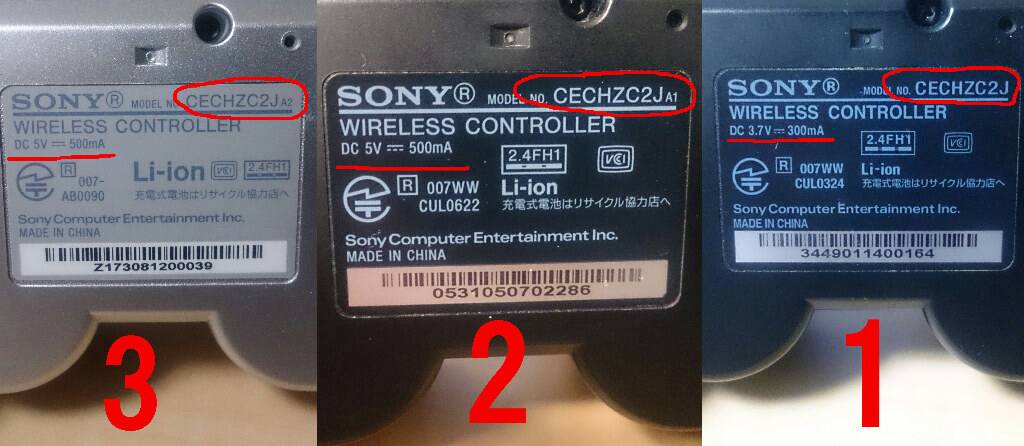 SONY® MODEL NO. CECHZC2J A2
WIRELESS CONTROLLER
DC 5V ⎓ 500mA
R 007-
AB0090
Li-ion VCCI 2.4FH1
充電式電池はリサイクル協力店へ
Sony Computer Entertainment Inc.
MADE IN CHINA
Z173081200039
3
SONY® MODEL NO. CECHZC2J A1
WIRELESS CONTROLLER
DC 5V ⎓ 500mA
2.4FH1 VCCI
R 007WW
CUL0622
Li-ion
充電式電池はリサイクル協力店へ
Sony Computer Entertainment Inc.
MADE IN CHINA
0531050702286
2
SONY® MODEL NO. CECHZC2J
WIRELESS CONTROLLER
DC 3.7V ⎓ 300mA
2.4FH1 VCCI
R 007WW
CUL0324
Li-ion
充電式電池はリサイクル協力店へ
Sony Computer Entertainment Inc.
MADE IN CHINA
3449011400164
1